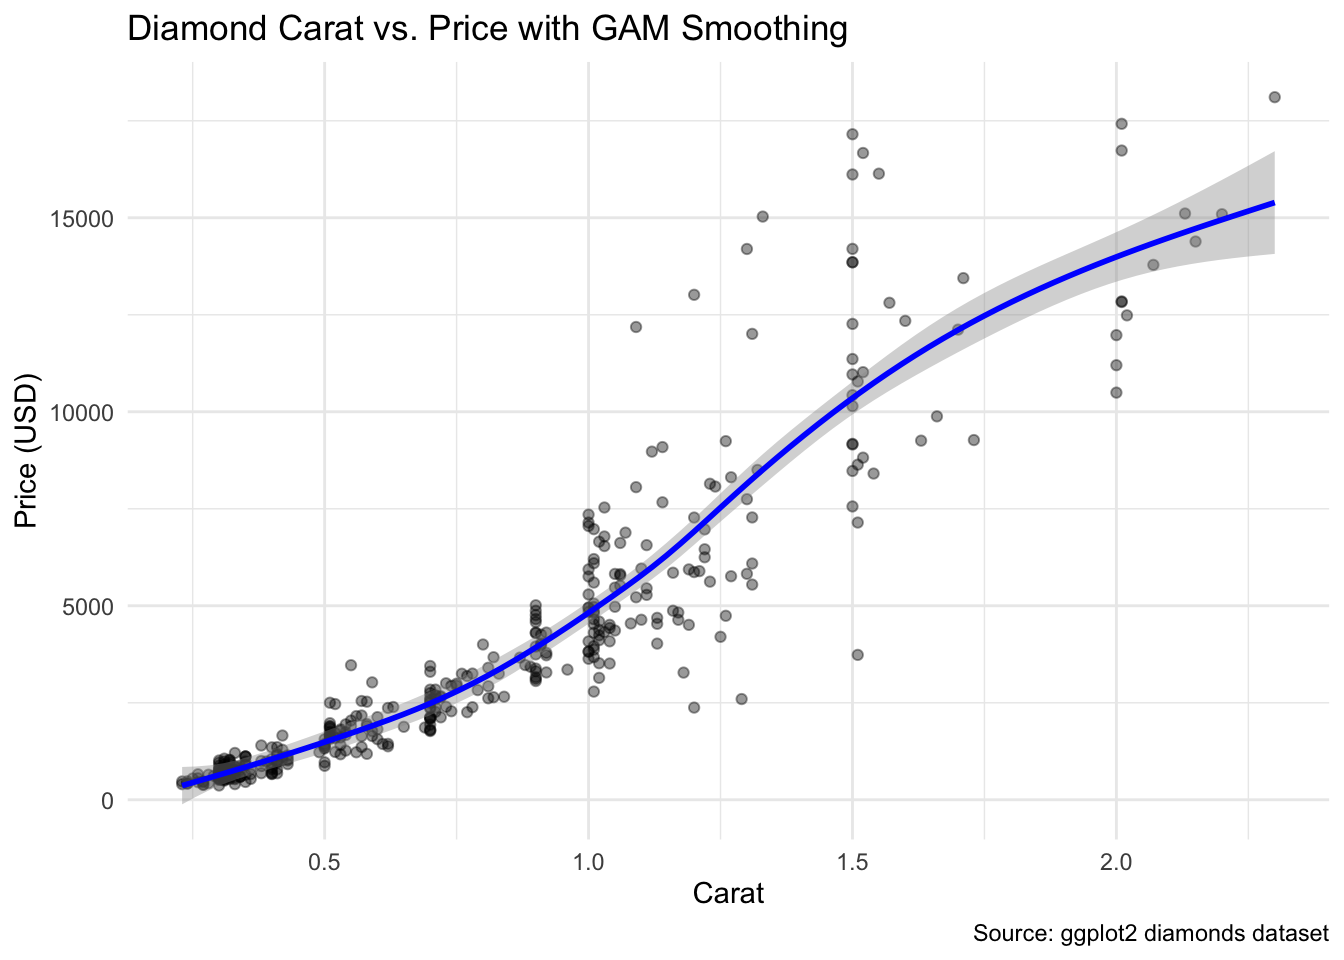 Diamond Carat vs. Price with GAM Smoothing
Price (USD)
15000
10000
5000
0
0.5 1.0 1.5 2.0
Carat
Source: ggplot2 diamonds dataset